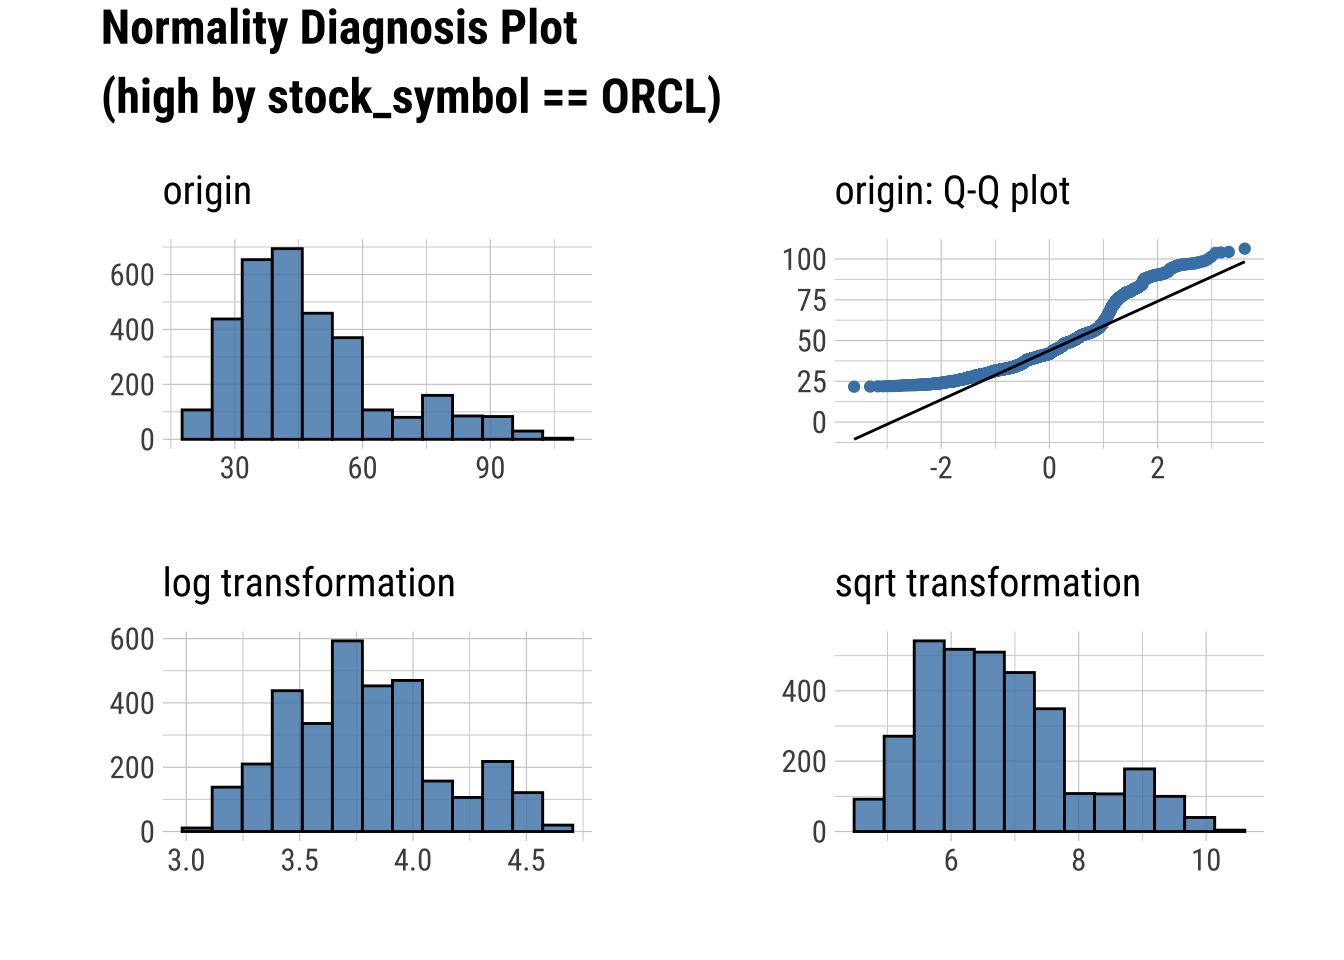 Normality Diagnosis Plot
(high by stock_symbol == ORCL)
origin
600
400
200
0
30 60 90
origin: Q-Q plot
100
75
50
25
0
-2 0 2
log transformation
600
400
200
0
3.0 3.5 4.0 4.5
sqrt transformation
400
200
0
6 8 10